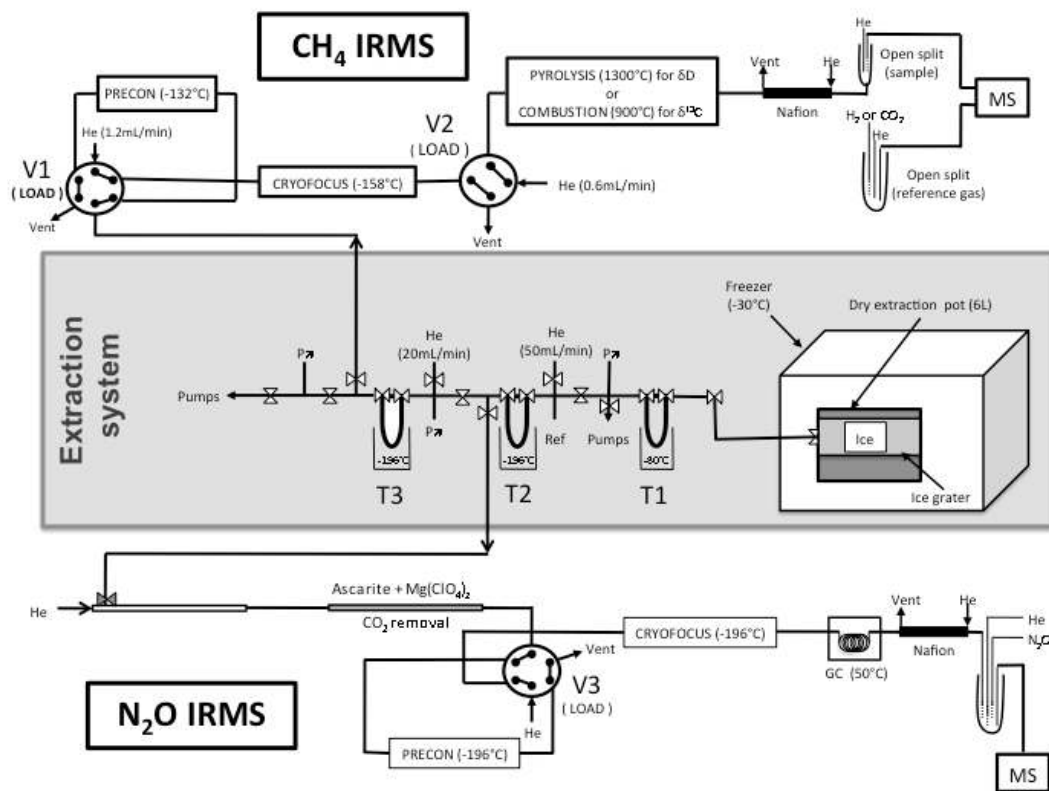 CH₄ IRMS
PRECON (-132°C)
He (1.2mL/min)
V1
( LOAD)
Vent
CRYOFOCUS (-158°C)
V2
( LOAD)
He (0.6mL/min)
Vent
PYROLYSIS (1300°C) for δD
or
COMBUSTION (900°C) for δ¹³C
Vent
He
Nafion
He
Open split
(sample)
MS
H₂ or CO₂
He
Open split
(reference gas)
Extraction
system
Pumps
P↗
He
(20mL/min)
P↗
He
(50mL/min)
P↗
Ref
Pumps
-196°C
T3
-196°C
T2
-80°C
T1
Freezer
(-30°C)
Dry extraction pot (6L)
Ice
Ice grater
He
Ascarite + Mg(ClO₄)₂
CO₂ removal
CRYOFOCUS (-196°C)
Vent
V3
( LOAD)
He
PRECON (-196°C)
GC (50°C)
Vent
He
Nafion
He
N₂O
MS
N₂O IRMS